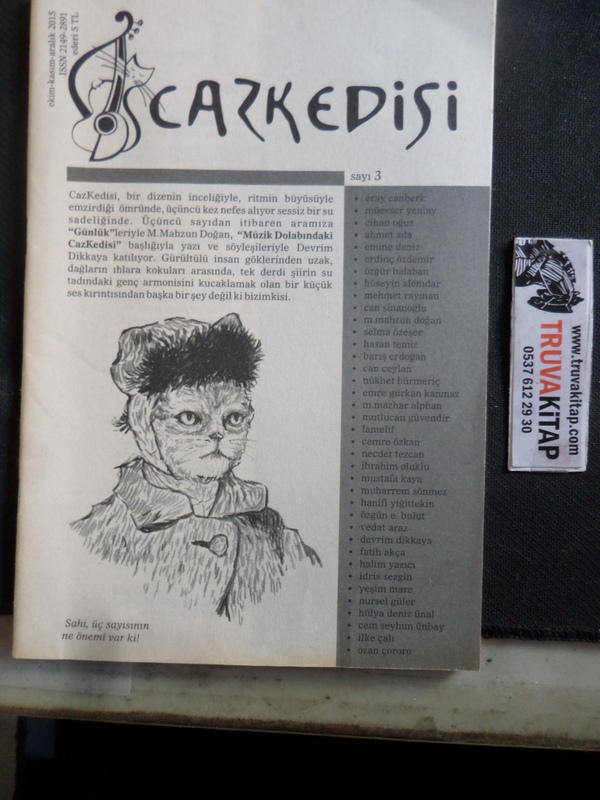 ekim-kasım-aralık 2015
ISSN 2149-2891
ederi 5 TL
CAZKEDİSİ
sayı 3
CazKedisi, bir dizenin inceliğiyle, ritmin büyüsüyle
emzirdiği ömründe, üçüncü kez nefes alıyor sessiz bir su
sadeliğinde. Üçüncü sayıdan itibaren aramıza
"Günlük"leriyle M.Mahzun Doğan, "Müzik Dolabındaki
CazKedisi" başlığıyla yazı ve söyleşileriyle Devrim
Dikkaya katılıyor. Gürültülü insan göklerinden uzak,
dağların ıhlara kokuları arasında, tek derdi şiirin su
tadındaki genç armonisini kucaklamak olan bir küçük
ses kırıntısından başka bir şey değil ki bizimkisi.
Sahi, üç sayısının
ne önemi var ki!
• eray canberk
• müesser yeniay
• cihan oğuz
• ahmet ada
• emine deniz
• erdinç özdemir
• özgür balaban
• hüseyin alemdar
• mehmet rayman
• can sinanoğlu
• m.mahzun doğan
• selma özeşer
• hasan temiz
• barış erdoğan
• can ceylan
• nükhet hürmeriç
• emre gürkan kanmaz
• m.mazhar alphan
• mutlucan güvendir
• famelif
• cemre özkan
• necdet tezcan
• ibrahim oluklu
• mustafa kaya
• muharrem sönmez
• hanifi yiğittekin
• özgün e. bulut
• vedat araz
• devrim dikkaya
• fatih akça
• halim yazıcı
• idris sezgin
• yeşim mare
• nursel güler
• hülya deniz ünal
• cem seyhun ünbay
• ilke çalı
• ozan çororo
www.truvakitap.com
TRUVAKİTAP
0537 612 29 30